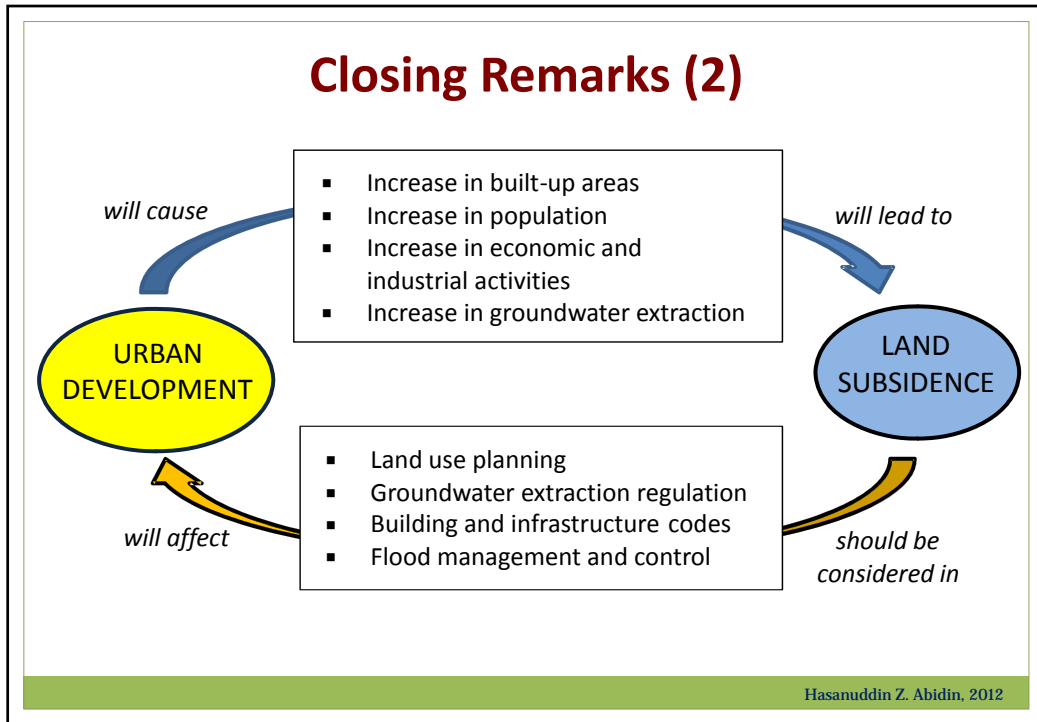 Closing Remarks (2)
will cause
▪ Increase in built-up areas
▪ Increase in population
▪ Increase in economic and
industrial activities
▪ Increase in groundwater extraction
will lead to
URBAN
DEVELOPMENT
LAND
SUBSIDENCE
will affect
▪ Land use planning
▪ Groundwater extraction regulation
▪ Building and infrastructure codes
▪ Flood management and control
should be
considered in
Hasanuddin Z. Abidin, 2012